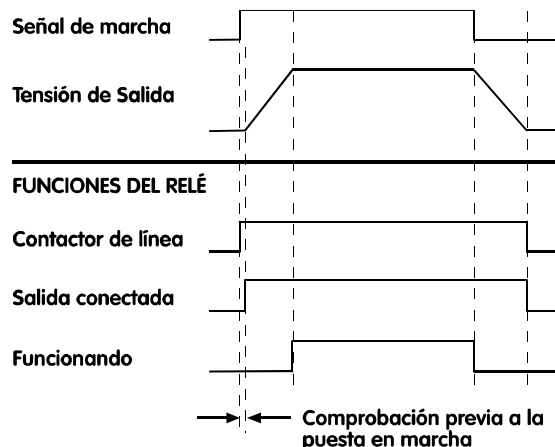 Señal de marcha
Tensión de Salida
FUNCIONES DEL RELÉ
Contactor de línea
Salida conectada
Funcionando
Comprobación previa a la
puesta en marcha